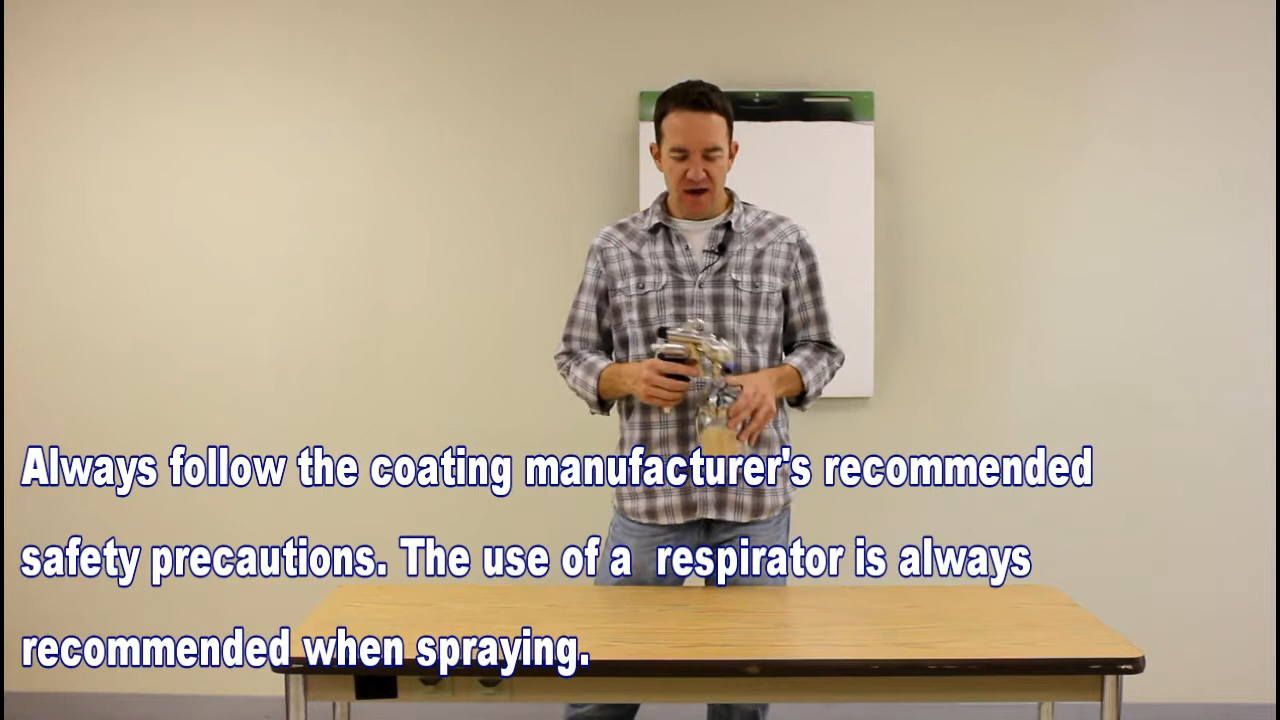 Always follow the coating manufacturer's recommended
safety precautions. The use of a  respirator is always
recommended when spraying.